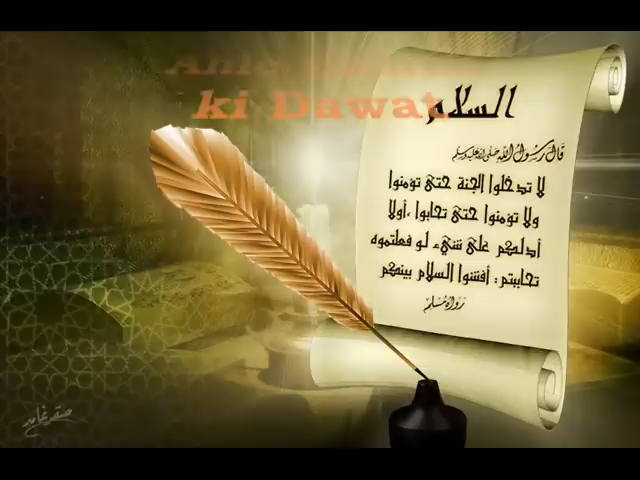 ki Dawat
السلام
قال رسول الله صلى الله عليه وسلم
لا تدخلوا الجنة حتى تؤمنوا
ولا تؤمنوا حتى تحابوا ،أولا
أدلكم على شيء لو فعلتموه
تحاببتم : أفشوا السلام بينكم
رواه مسلم